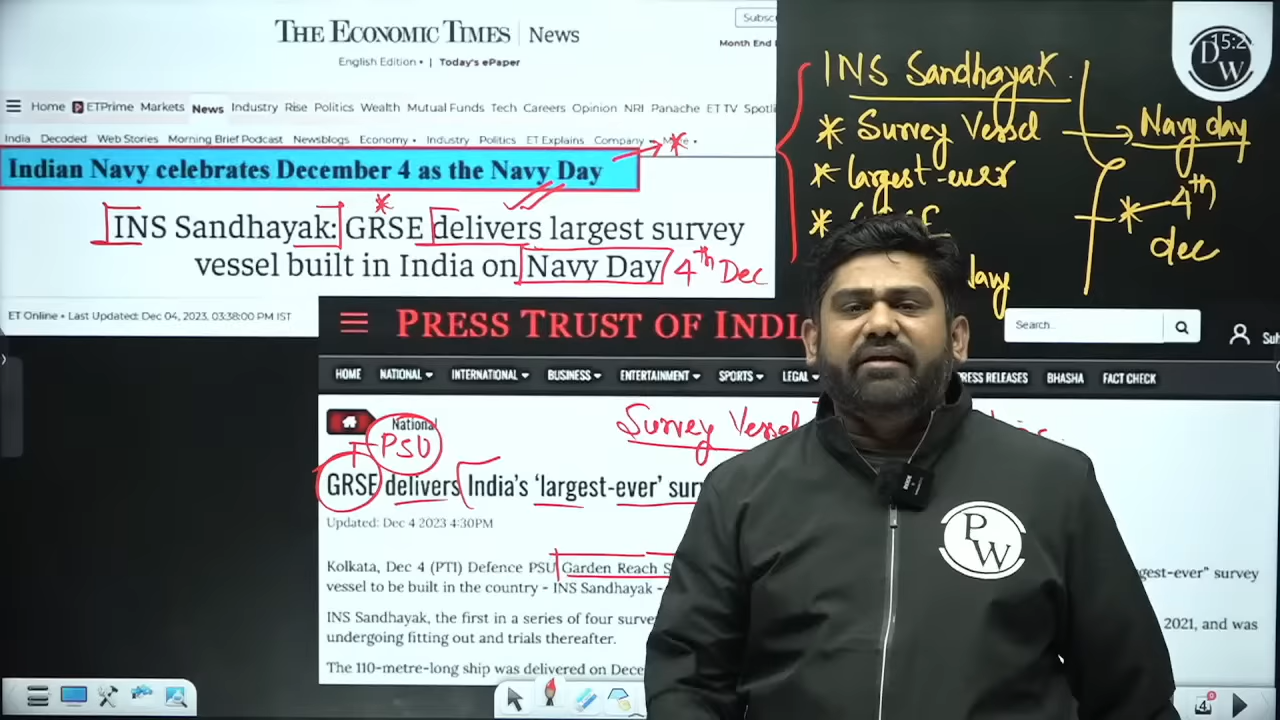 THE ECONOMIC TIMES | News
Subsc
English Edition | Today's ePaper
Month End
Home ETPrime Markets News Industry Rise Politics Wealth Mutual Funds Tech Careers Opinion NRI Panache ET TV Spotli
India Decoded Web Stories Morning Brief Podcast Newsblogs Economy Industry Politics ET Explains Company
Indian Navy celebrates December 4 as the Navy Day
INS Sandhayak: GRSE delivers largest survey
vessel built in India on Navy Day 4th Dec
ET Online • Last Updated: Dec 04, 2023, 03:38:00 PM IST
INS Sandhayak
* Survey Vessel
* largest-ever
*
Navy day
* 4th
dec
15:2
PW
PRESS TRUST OF INDI
Search...
Sub
HOME NATIONAL INTERNATIONAL BUSINESS ENTERTAINMENT SPORTS LEGAL PRESS RELEASES BHASHA FACT CHECK
National
PSU
Survey Vessel
GRSE delivers India's 'largest-ever' sur
Updated: Dec 4 2023 4:30PM
Kolkata, Dec 4 (PTI) Defence PSU Garden Reach S gest-ever" survey
vessel to be built in the country - INS Sandhayak -
INS Sandhayak, the first in a series of four surve 2021, and was
undergoing fitting out and trials thereafter.
The 110-metre-long ship was delivered on Dece
PW
4